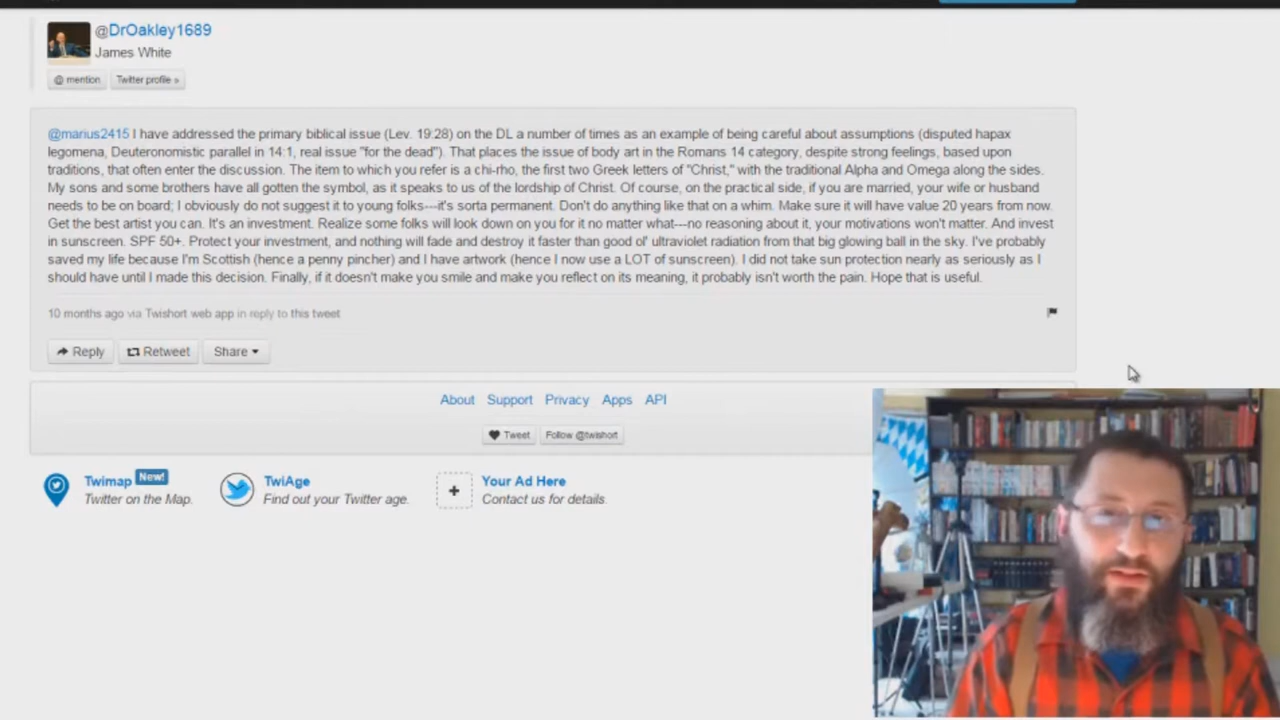 @DrOakley1689
James White
@ mention
Twitter profile »
@marius2415 I have addressed the primary biblical issue (Lev. 19:28) on the DL a number of times as an example of being careful about assumptions (disputed hapax
legomena, Deuteronomistic parallel in 14:1, real issue "for the dead"). That places the issue of body art in the Romans 14 category, despite strong feelings, based upon
traditions, that often enter the discussion. The item to which you refer is a chi-rho, the first two Greek letters of "Christ," with the traditional Alpha and Omega along the sides.
My sons and some brothers have all gotten the symbol, as it speaks to us of the lordship of Christ. Of course, on the practical side, if you are married, your wife or husband
needs to be on board; I obviously do not suggest it to young folks---it's sorta permanent. Don't do anything like that on a whim. Make sure it will have value 20 years from now.
Get the best artist you can. It's an investment. Realize some folks will look down on you for it no matter what---no reasoning about it, your motivations won't matter. And invest
in sunscreen. SPF 50+. Protect your investment, and nothing will fade and destroy it faster than good ol' ultraviolet radiation from that big glowing ball in the sky. I've probably
saved my life because I'm Scottish (hence a penny pincher) and I have artwork (hence I now use a LOT of sunscreen). I did not take sun protection nearly as seriously as I
should have until I made this decision. Finally, if it doesn't make you smile and make you reflect on its meaning, it probably isn't worth the pain. Hope that is useful.
10 months ago via Twishort web app in reply to this tweet
Reply
Retweet
Share
About Support Privacy Apps API
Tweet
Follow @twishort
Twimap New!
Twitter on the Map.
TwiAge
Find out your Twitter age.
Your Ad Here
Contact us for details.